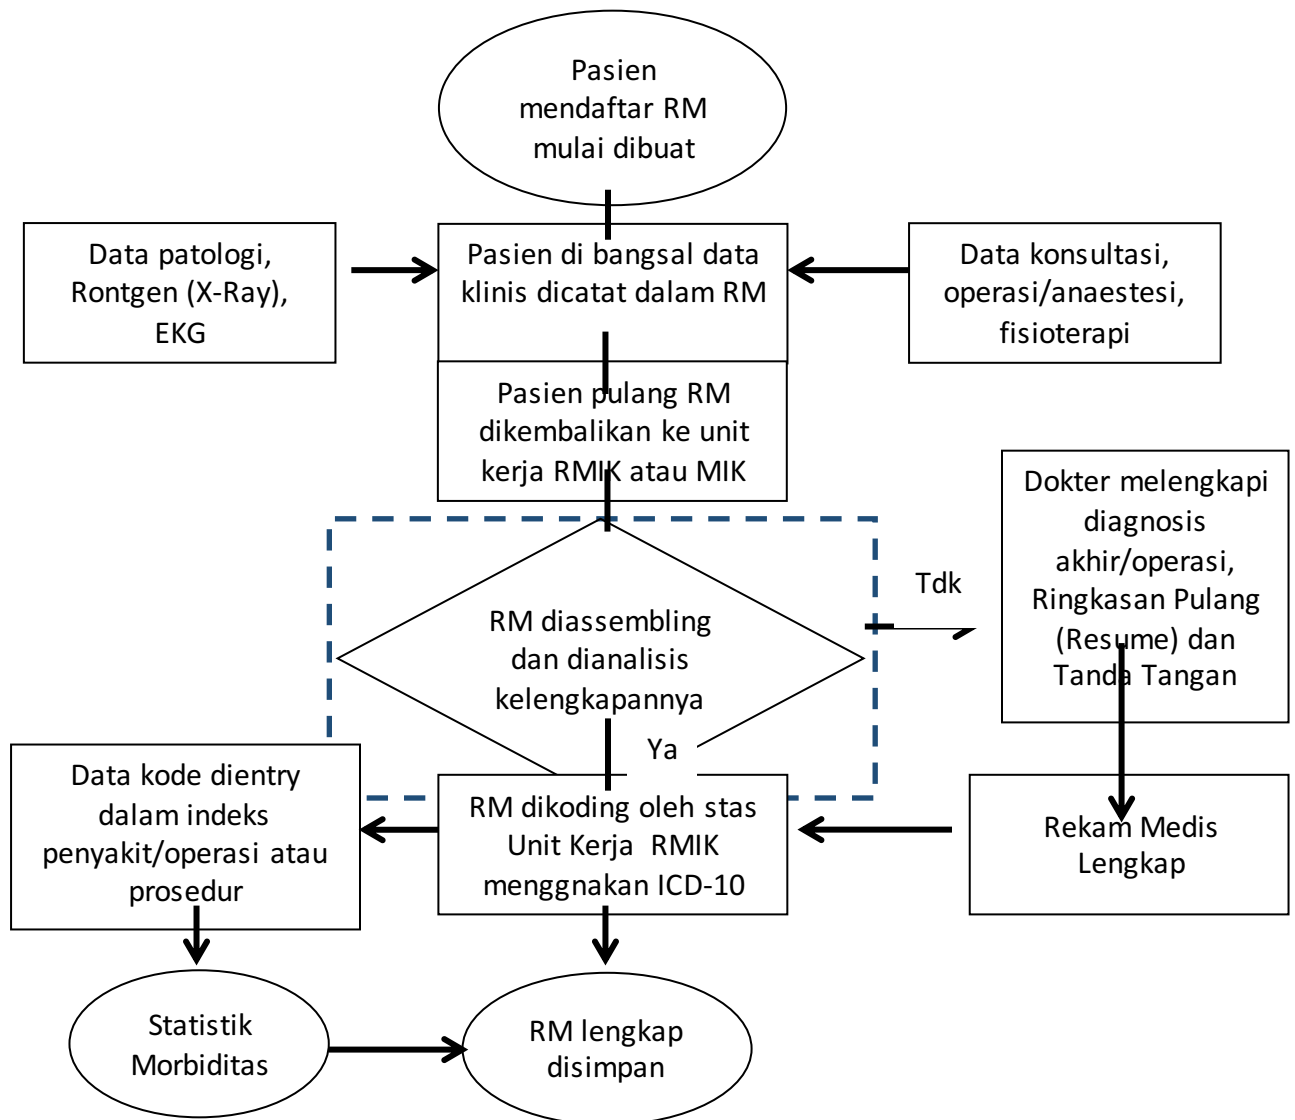 Pasien
mendaftar RM
mulai dibuat
Data patologi,
Rontgen (X-Ray),
EKG
Pasien di bangsal data
klinis dicatat dalam RM
Data konsultasi,
operasi/anaestesi,
fisioterapi
Pasien pulang RM
dikembalikan ke unit
kerja RMIK atau MIK
RM diassembling
dan dianalisis
kelengkapannya
Tdk
Dokter melengkapi
diagnosis
akhir/operasi,
Ringkasan Pulang
(Resume) dan
Tanda Tangan
Ya
Data kode dientry
dalam indeks
penyakit/operasi atau
prosedur
RM dikoding oleh stas
Unit Kerja RMIK
menggnakan ICD-10
Rekam Medis
Lengkap
Statistik
Morbiditas
RM lengkap
disimpan